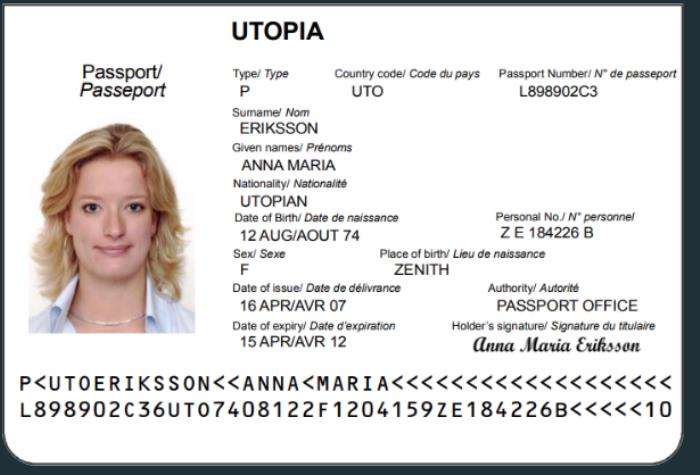 UTOPIA
Passport/
Passeport
Type/ Type
Country code/ Code du pays
Passport Number/ N° de passeport
P
UTO
L898902C3
Surname/ Nom
ERIKSSON
Given names/ Prénoms
ANNA MARIA
Nationality/ Nationalité
UTOPIAN
Date of Birth/ Date de naissance
Personal No./ N° personnel
12 AUG/AOUT 74
Z E 184226 B
Sex/ Sexe
Place of birth/ Lieu de naissance
F
ZENITH
Date of issue/ Date de délivrance
Authority/ Autorité
16 APR/AVR 07
PASSPORT OFFICE
Date of expiry/ Date d'expiration
Holder's signature/ Signature du titulaire
15 APR/AVR 12
Anna Maria Eriksson
P<UTOERIKSSON<<ANNA<MARIA<<<<<<<<<<<<<<<<<<<
L898902C36UTO7408122F1204159ZE184226B<<<<<10